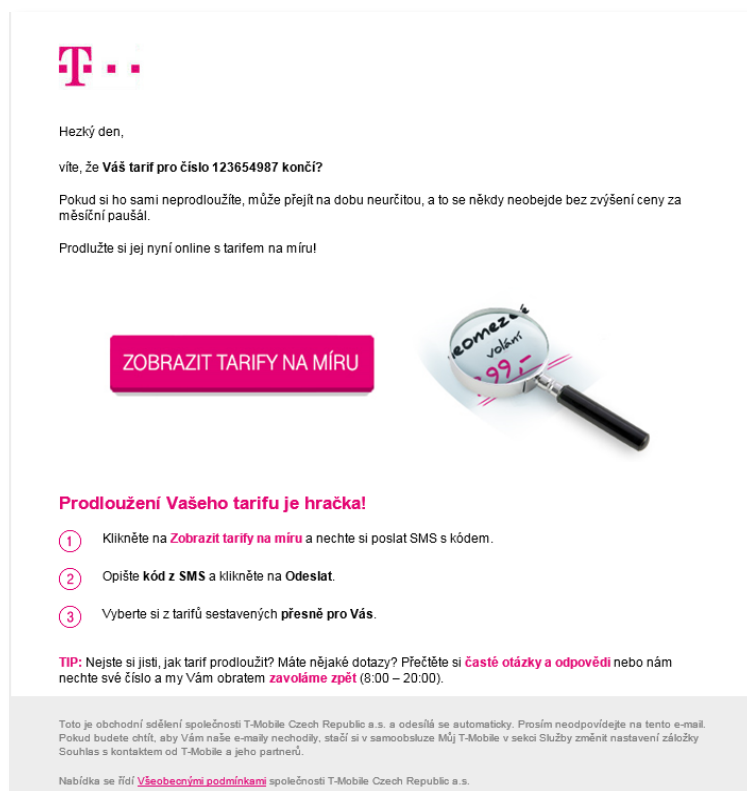 T
Hezký den,
víte, že Váš tarif pro číslo 123654987 končí?
Pokud si ho sami neprodloužíte, může přejít na dobu neurčitou, a to se někdy neobejde bez zvýšení ceny za
měsíční paušál.
Prodlužte si jej nyní online s tarifem na míru!
ZOBRAZIT TARIFY NA MÍRU
volání
99,-
Prodloužení Vašeho tarifu je hračka!
1 Klikněte na Zobrazit tarify na míru a nechte si poslat SMS s kódem.
2 Opište kód z SMS a klikněte na Odeslat.
3 Vyberte si z tarifů sestavených přesně pro Vás.
TIP: Nejste si jisti, jak tarif prodloužit? Máte nějaké dotazy? Přečtěte si časté otázky a odpovědi nebo nám
nechte své číslo a my Vám obratem zavoláme zpět (8:00 – 20:00).
Toto je obchodní sdělení společnosti T-Mobile Czech Republic a.s. a odesílá se automaticky. Prosím neodpovídejte na tento e-mail.
Pokud budete chtít, aby Vám naše e-maily nechodily, stačí si v samoobsluze Můj T-Mobile v sekci Služby změnit nastavení záložky
Souhlas s kontaktem od T-Mobile a jeho partnerů.
Nabídka se řídí Všeobecnými podmínkami společnosti T-Mobile Czech Republic a.s.